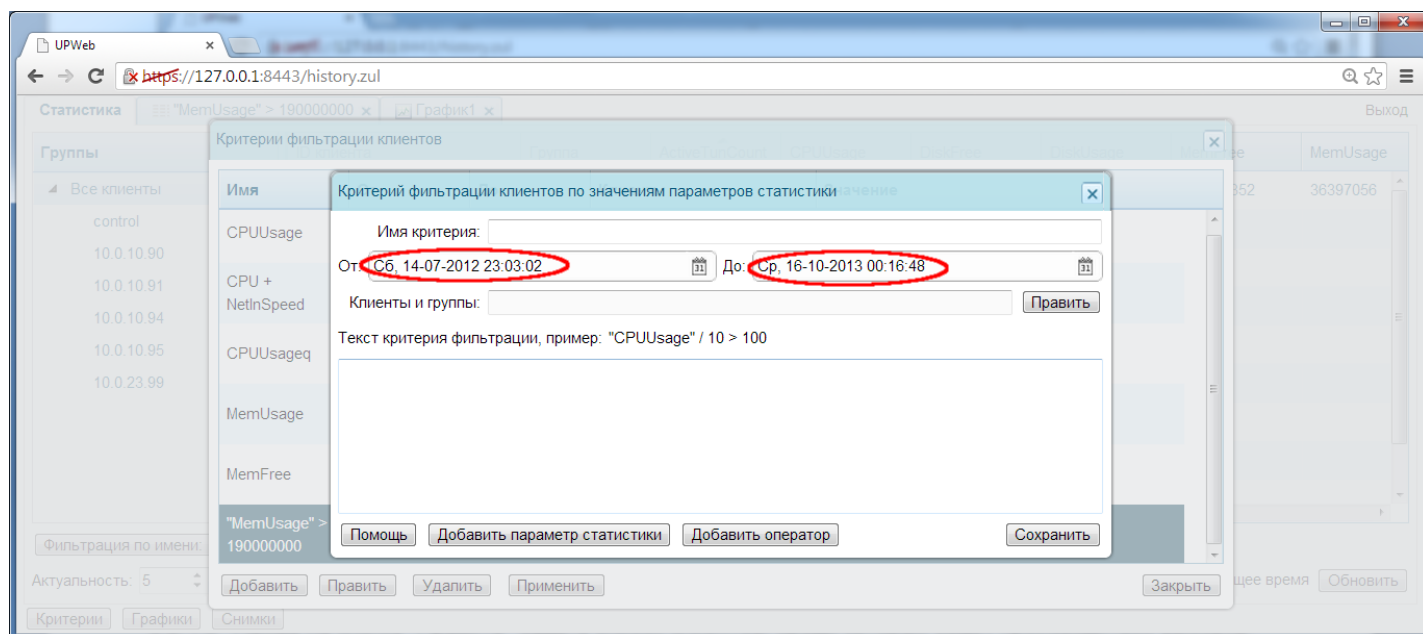 UPWeb
https://127.0.0.1:8443/history.zul
Статистика "MemUsage" > 190000000 График1 Выход
Критерии фильтрации клиентов
Группы MemUsage
Все клиенты Имя Критерий фильтрации клиентов по значениям параметров статистики 36397056
control
CPUUsage Имя критерия:
10.0.10.90
От: Сб, 14-07-2012 23:03:02 До: Ср, 16-10-2013 00:16:48
10.0.10.91 CPU +
NetInSpeed Клиенты и группы: Править
10.0.10.94
Текст критерия фильтрации, пример: "CPUUsage" / 10 > 100
10.0.10.95 CPUUsageq
10.0.23.99
MemUsage
MemFree
"MemUsage" >
190000000
Помощь Добавить параметр статистики Добавить оператор Сохранить
Фильтрация по имени:
Актуальность: 5 Добавить Править Удалить Применить Закрыть время Обновить
Критерии Графики Снимки